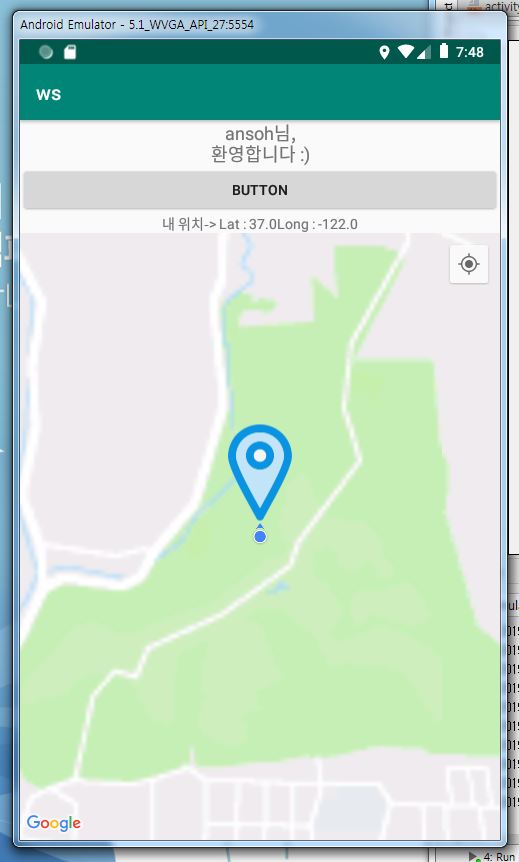 Android Emulator - 5.1_WVGA_API_27:5554
activity
7:48
ws
ansoh님,
환영합니다 :)
BUTTON
내 위치-> Lat : 37.0Long : -122.0
Google
4: Run